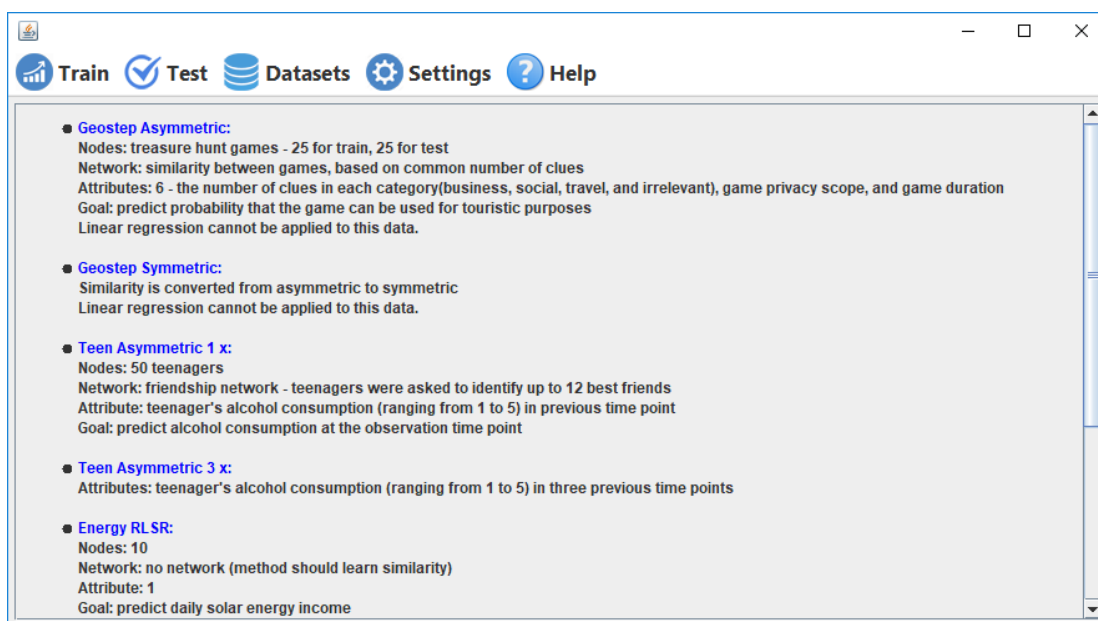 Train Test Datasets Settings Help
Geostep Asymmetric:
Nodes: treasure hunt games - 25 for train, 25 for test
Network: similarity between games, based on common number of clues
Attributes: 6 - the number of clues in each category(business, social, travel, and irrelevant), game privacy scope, and game duration
Goal: predict probability that the game can be used for touristic purposes
Linear regression cannot be applied to this data.
Geostep Symmetric:
Similarity is converted from asymmetric to symmetric
Linear regression cannot be applied to this data.
Teen Asymmetric 1 x:
Nodes: 50 teenagers
Network: friendship network - teenagers were asked to identify up to 12 best friends
Attribute: teenager's alcohol consumption (ranging from 1 to 5) in previous time point
Goal: predict alcohol consumption at the observation time point
Teen Asymmetric 3 x:
Attributes: teenager's alcohol consumption (ranging from 1 to 5) in three previous time points
Energy RLSR:
Nodes: 10
Network: no network (method should learn similarity)
Attribute: 1
Goal: predict daily solar energy income